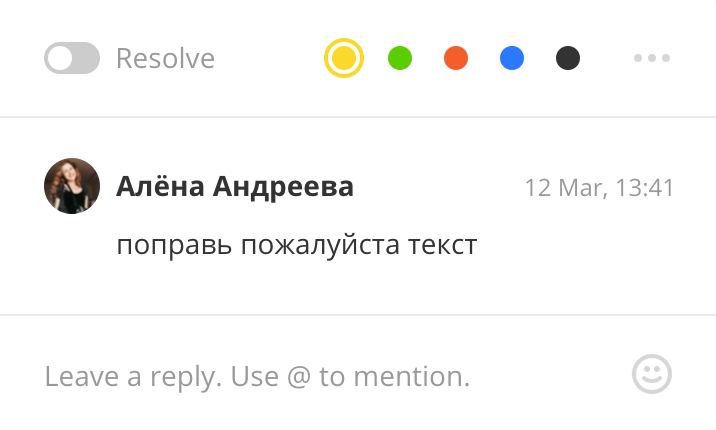 Resolve
Алёна Андреева 12 Mar, 13:41
поправь пожалуйста текст
Leave a reply. Use @ to mention.